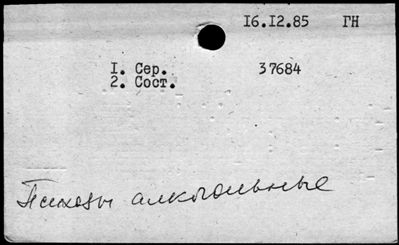 16.12.85 ГН
1. Сер. 37684
2. Сост.
Психозы алкогольные